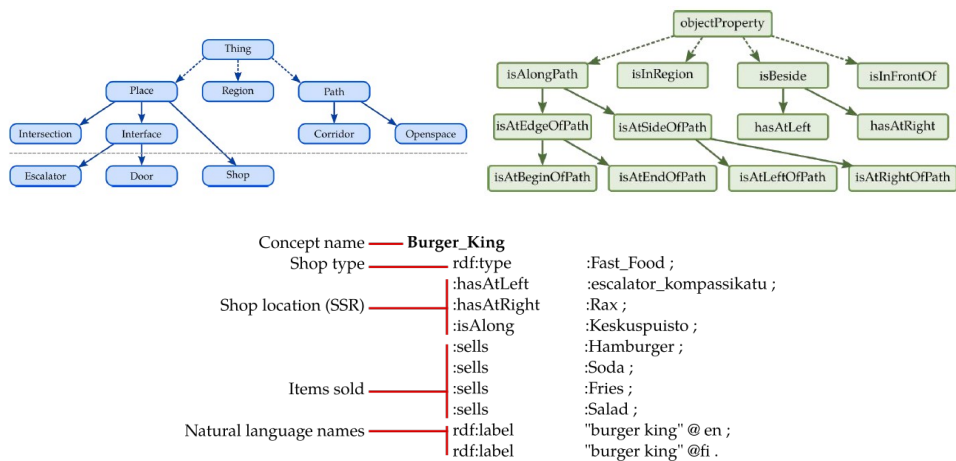 Thing
Place
Region
Path
Intersection
Interface
Corridor
Openspace
Escalator
Door
Shop
objectProperty
isAlongPath
isInRegion
isBeside
isInFrontOf
isAtEdgeOfPath
isAtSideOfPath
hasAtLeft
hasAtRight
isAtBeginOfPath
isAtEndOfPath
isAtLeftOfPath
isAtRightOfPath
Concept name Burger_King
Shop type rdf:type :Fast_Food ;
:hasAtLeft :escalator_kompassikatu ;
Shop location (SSR) :hasAtRight :Rax ;
:isAlong :Keskuspuisto ;
:sells :Hamburger ;
:sells :Soda ;
Items sold :sells :Fries ;
:sells :Salad ;
Natural language names rdf:label "burger king" @ en ;
rdf:label "burger king" @fi .